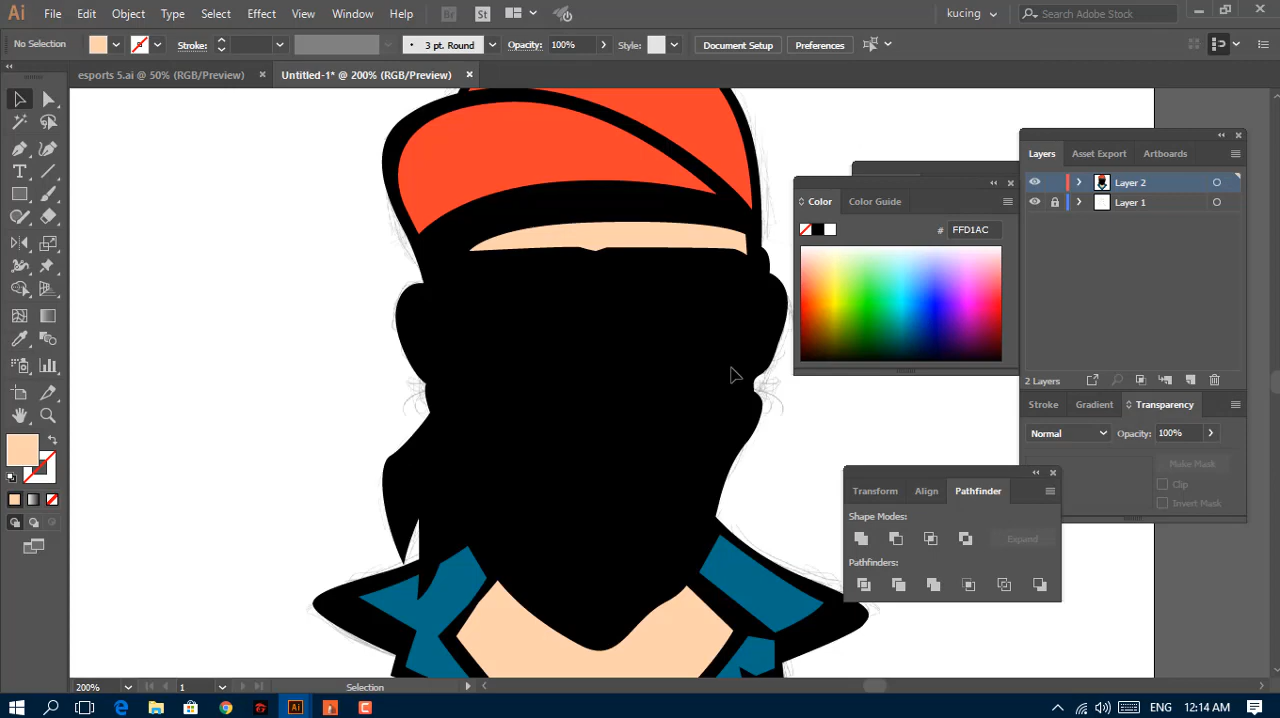 Ai File Edit Object Type Select Effect View Window Help Br St kucing Search Adobe Stock
No Selection Stroke: 3 pt. Round Opacity: 100% Style: Document Setup Preferences
esports 5.ai @ 50% (RGB/Preview) Untitled-1* @ 200% (RGB/Preview)
Layers Asset Export Artboards
Layer 2
Layer 1
Color Color Guide
# FFD1AC
2 Layers
Stroke Gradient Transparency
Normal Opacity: 100%
Make Mask
Clip
Invert Mask
Transform Align Pathfinder
Shape Modes:
Expand
Pathfinders:
200% 1 Selection
Ai ENG 12:14 AM